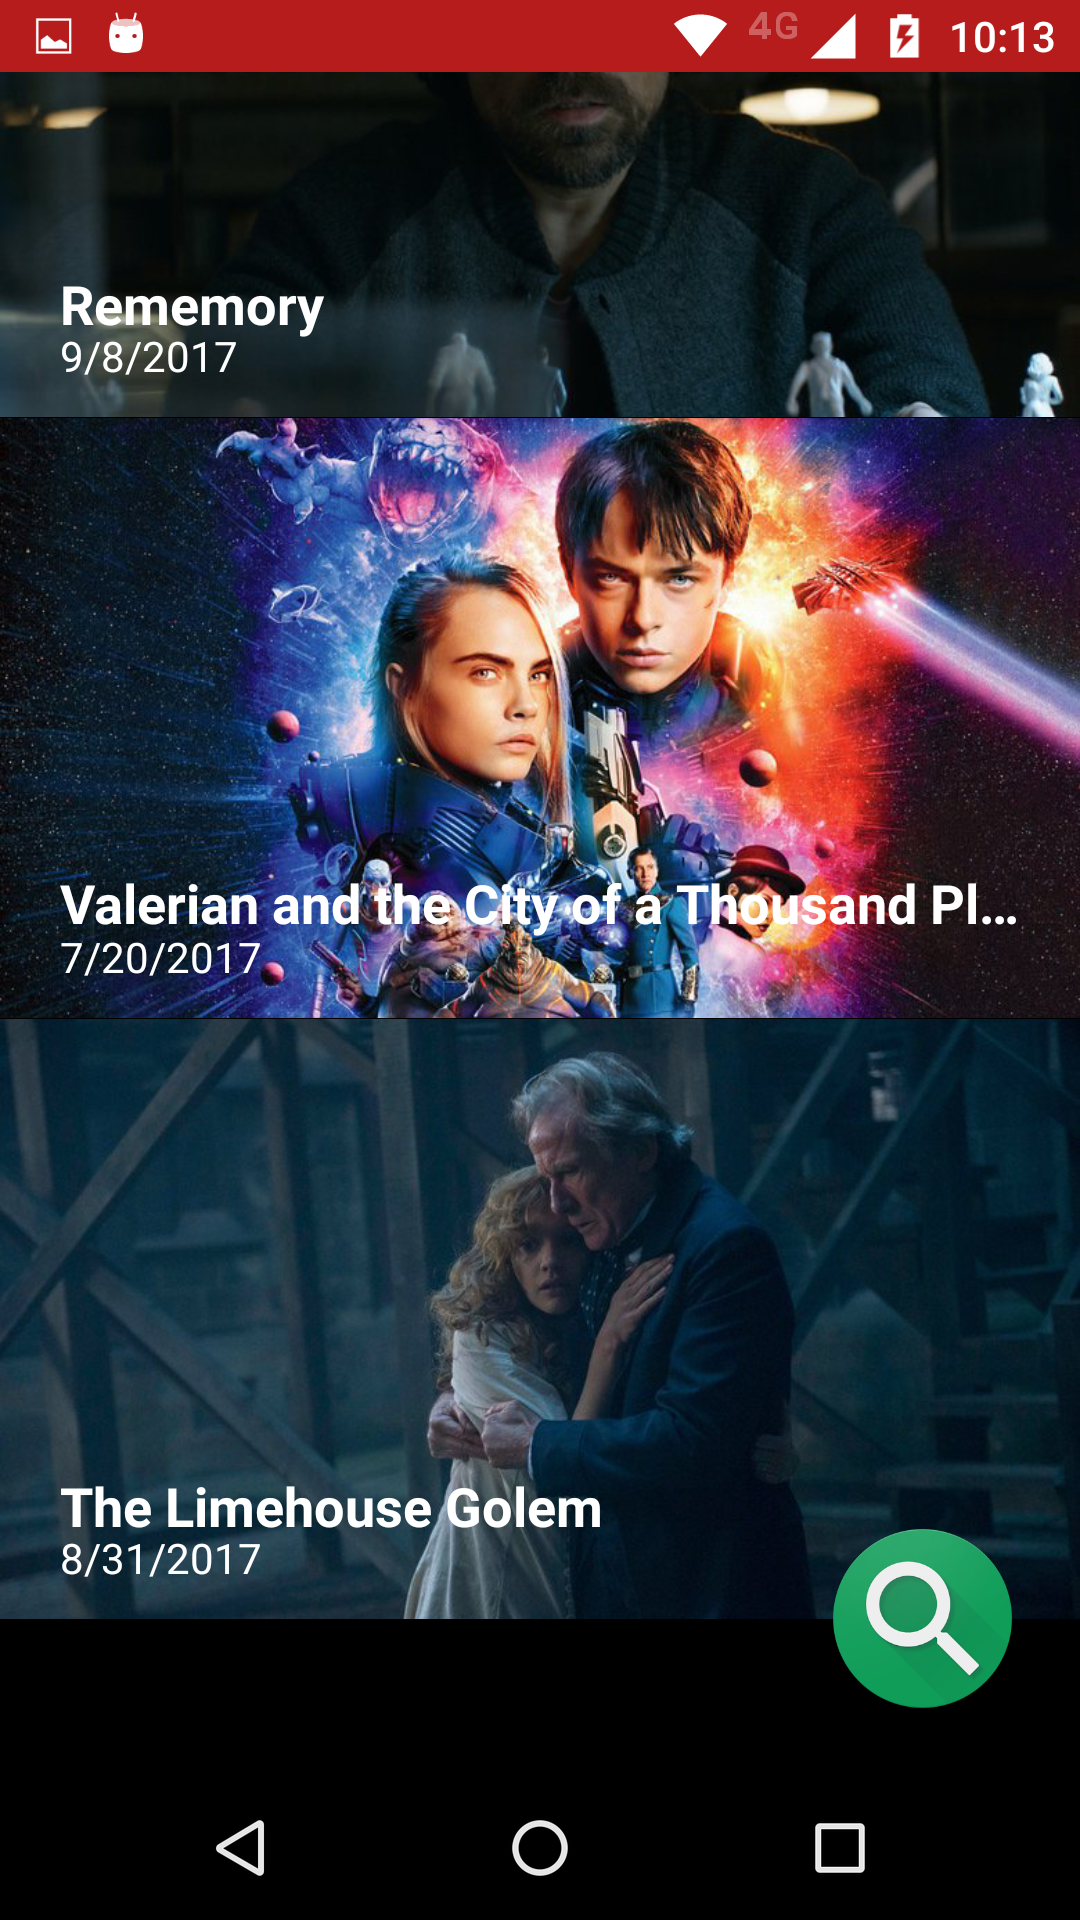 4G 10:13
Rememory
9/8/2017
Valerian and the City of a Thousand Pl...
7/20/2017
The Limehouse Golem
8/31/2017